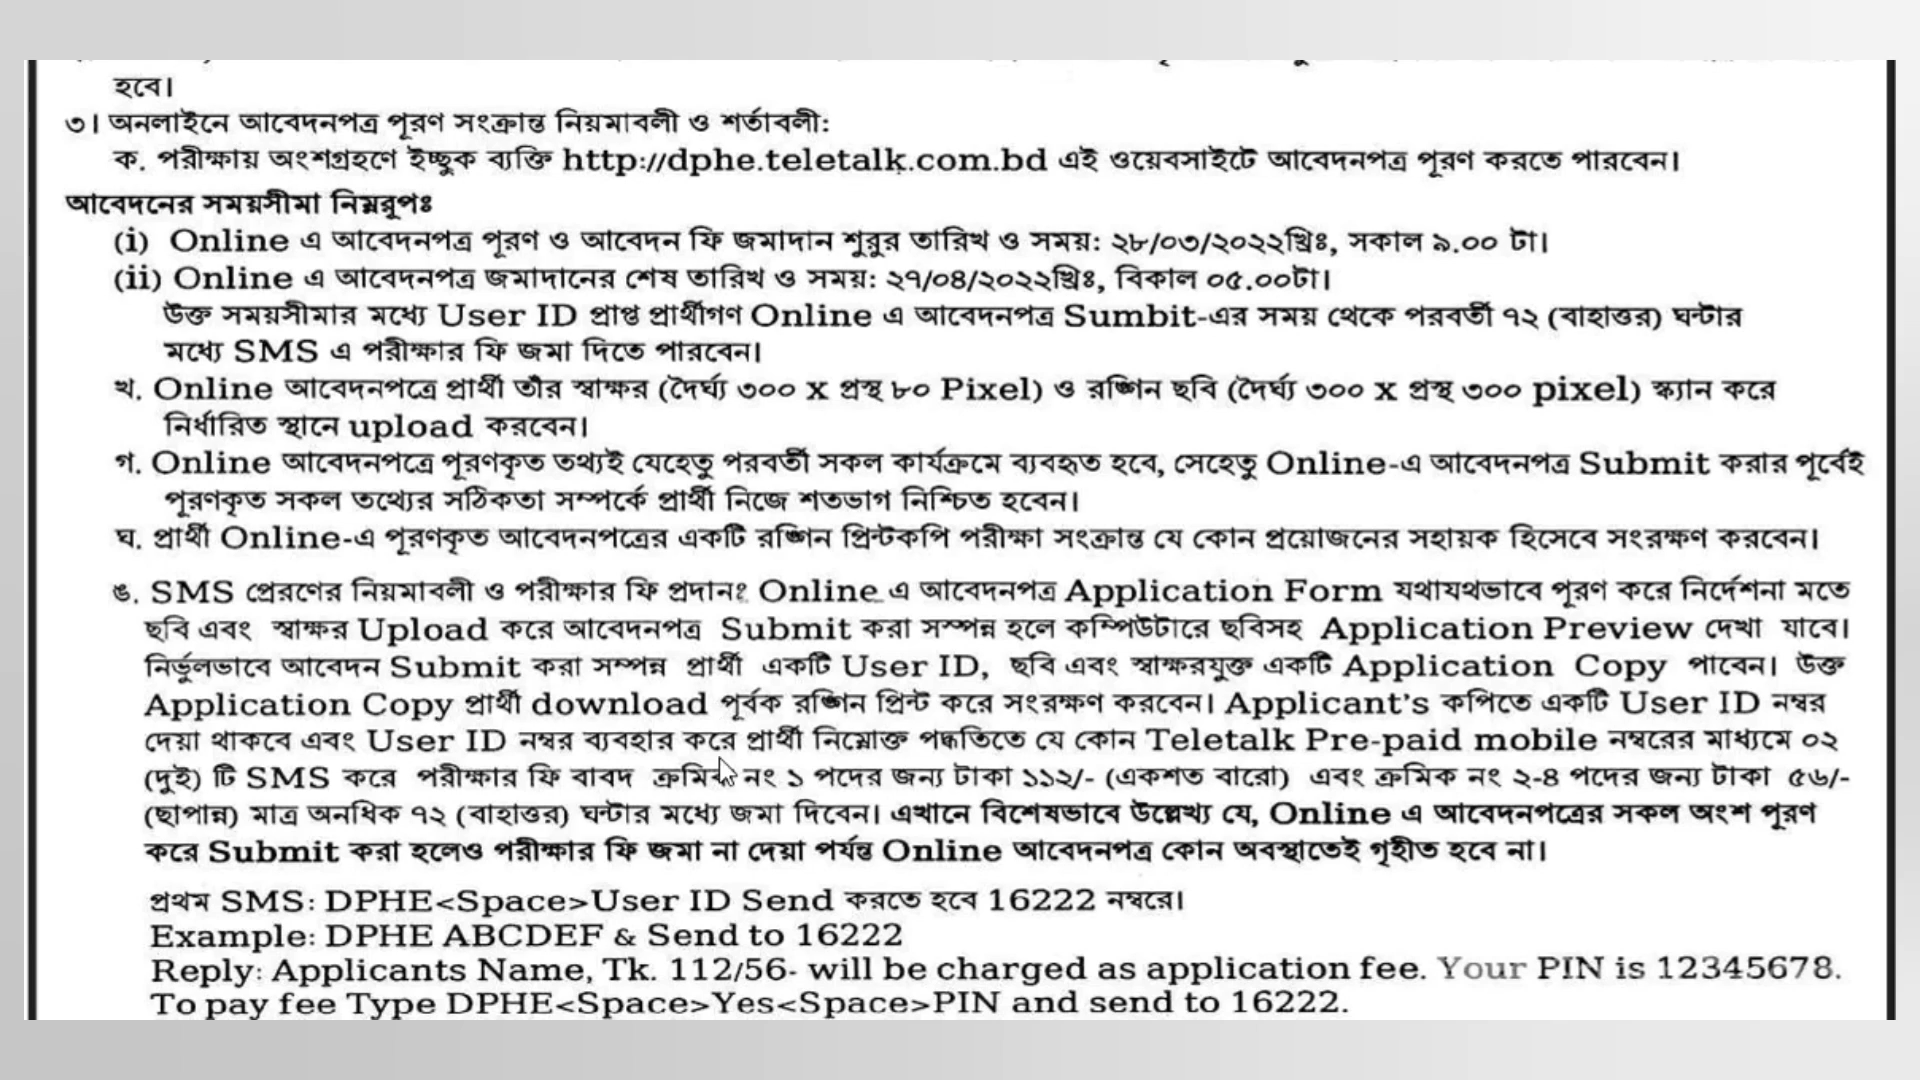 হবে।
৩। অনলাইনে আবেদনপত্র পূরণ সংক্রান্ত নিয়মাবলী ও শর্তাবলী:
ক. পরীক্ষায় অংশগ্রহণে ইচ্ছুক ব্যক্তি http://dphe.teletalk.com.bd এই ওয়েবসাইটে আবেদনপত্র পূরণ করতে পারবেন।
আবেদনের সময়সীমা নিম্নরূপঃ
(i) Online এ আবেদনপত্র পূরণ ও আবেদন ফি জমাদান শুরুর তারিখ ও সময়: ২৮/০৩/২০২২খ্রিঃ, সকাল ৯.০০ টা।
(ii) Online এ আবেদনপত্র জমাদানের শেষ তারিখ ও সময়: ২৭/০৪/২০২২খ্রিঃ, বিকাল ০৫.০০টা।
উক্ত সময়সীমার মধ্যে User ID প্রাপ্ত প্রার্থীগণ Online এ আবেদনপত্র Sumbit-এর সময় থেকে পরবর্তী ৭২ (বাহাত্তর) ঘন্টার
মধ্যে SMS এ পরীক্ষার ফি জমা দিতে পারবেন।
খ. Online আবেদনপত্রে প্রার্থী তাঁর স্বাক্ষর (দৈর্ঘ্য ৩০০ x প্রস্থ ৮০ Pixel) ও রঙ্গিন ছবি (দৈর্ঘ্য ৩০০ x প্রস্থ ৩০০ pixel) স্ক্যান করে
নির্ধারিত স্থানে upload করবেন।
গ. Online আবেদনপত্রে পূরণকৃত তথ্যই যেহেতু পরবর্তী সকল কার্যক্রমে ব্যবহৃত হবে, সেহেতু Online-এ আবেদনপত্র Submit করার পূর্বেই
পূরণকৃত সকল তথ্যের সঠিকতা সম্পর্কে প্রার্থী নিজে শতভাগ নিশ্চিত হবেন।
ঘ. প্রার্থী Online-এ পূরণকৃত আবেদনপত্রের একটি রঙ্গিন প্রিন্টকপি পরীক্ষা সংক্রান্ত যে কোন প্রয়োজনের সহায়ক হিসেবে সংরক্ষণ করবেন।
ঙ. SMS প্রেরণের নিয়মাবলী ও পরীক্ষার ফি প্রদানঃ Online এ আবেদনপত্র Application Form যথাযথভাবে পূরণ করে নির্দেশনা মতে
ছবি এবং স্বাক্ষর Upload করে আবেদনপত্র Submit করা সম্পন্ন হলে কম্পিউটারে ছবিসহ Application Preview দেখা যাবে।
নির্ভুলভাবে আবেদন Submit করা সম্পন্ন প্রার্থী একটি User ID, ছবি এবং স্বাক্ষরযুক্ত একটি Application Copy পাবেন। উক্ত
Application Copy প্রার্থী download পূর্বক রঙ্গিন প্রিন্ট করে সংরক্ষণ করবেন। Applicant's কপিতে একটি User ID নম্বর
দেয়া থাকবে এবং User ID নম্বর ব্যবহার করে প্রার্থী নিম্নোক্ত পদ্ধতিতে যে কোন Teletalk Pre-paid mobile নম্বরের মাধ্যমে ০২
(দুই) টি SMS করে পরীক্ষার ফি বাবদ ক্রমিক নং ১ পদের জন্য টাকা ১১২/- (একশত বারো) এবং ক্রমিক নং ২-৪ পদের জন্য টাকা ৫৬/-
(ছাপান্ন) মাত্র অনধিক ৭২ (বাহাত্তর) ঘন্টার মধ্যে জমা দিবেন। এখানে বিশেষভাবে উল্লেখ্য যে, Online এ আবেদনপত্রের সকল অংশ পূরণ
করে Submit করা হলেও পরীক্ষার ফি জমা না দেয়া পর্যন্ত Online আবেদনপত্র কোন অবস্থাতেই গৃহীত হবে না।
প্রথম SMS: DPHE<Space>User ID Send করতে হবে 16222 নম্বরে।
Example: DPHE ABCDEF & Send to 16222
Reply: Applicants Name, Tk. 112/56- will be charged as application fee. Your PIN is 12345678.
To pay fee Type DPHE<Space>Yes<Space>PIN and send to 16222.